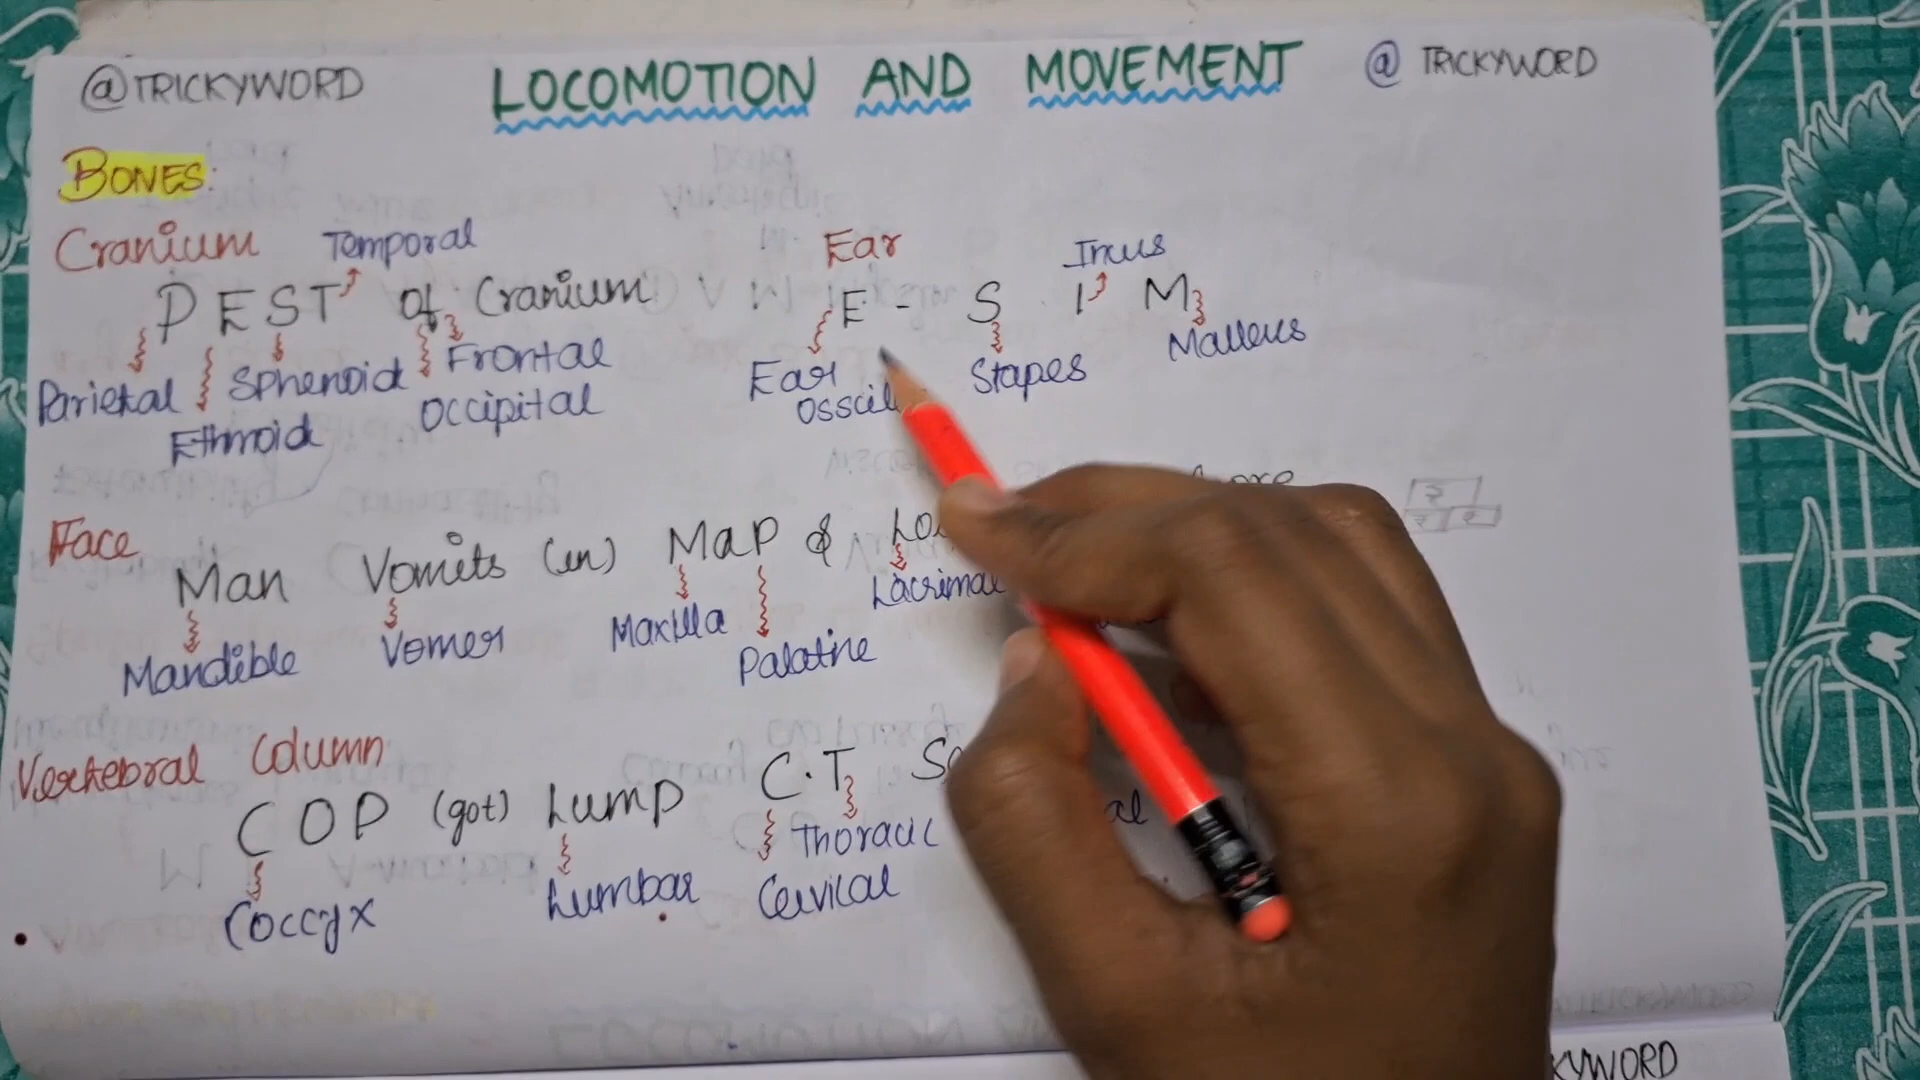 @TRICKYWORD LOCOMOTION AND MOVEMENT @ TRICKYWORD
BONES:
Cranium Temporal
PEST of Cranium
Parietal Sphenoid Frontal
Ethmoid Occipital
Ear Incus
E - S I M
Ear Stapes Malleus
Face
Man Vomits (in) MaP &
Mandible Vomer Maxilla Lacrimal
Palatine
Vertebral Column
COP (got) Lump C.T
Coccyx Lumbar Cervical Thoracic